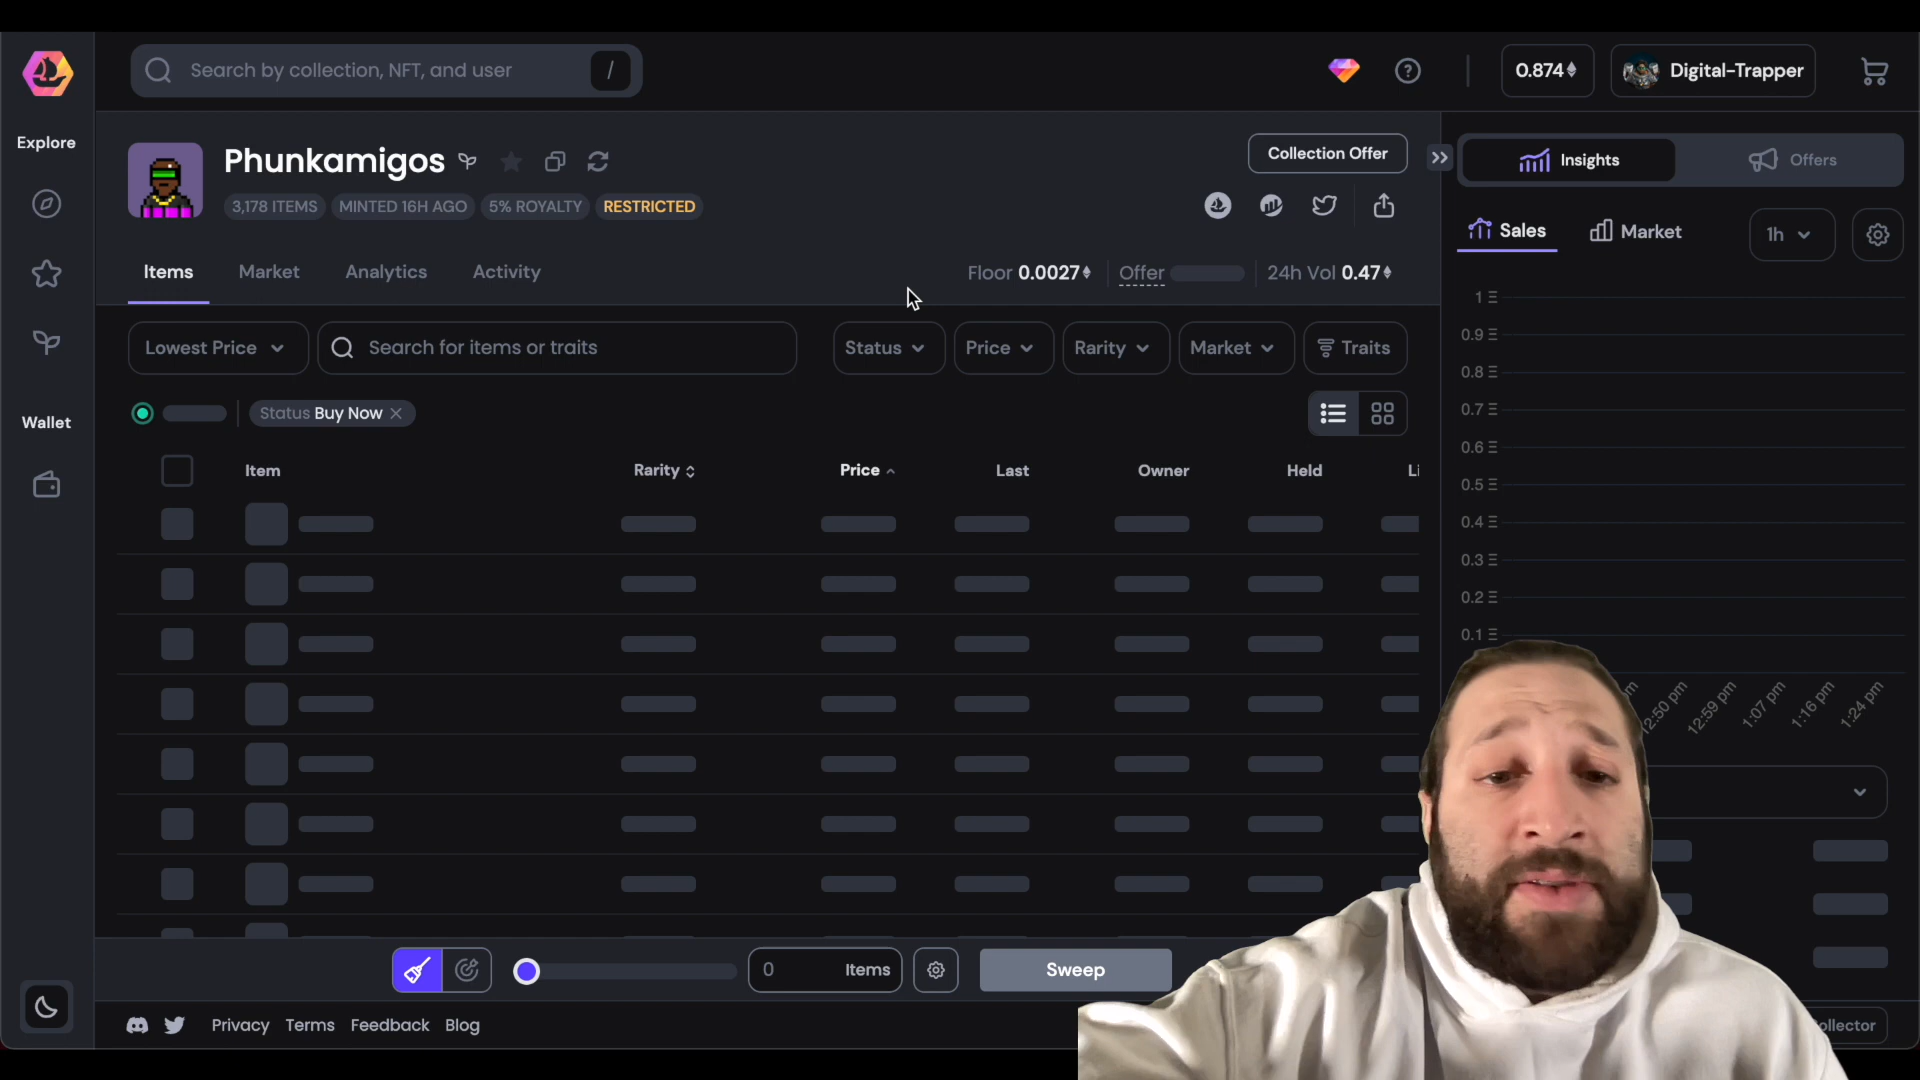 Search by collection, NFT, and user /
0.874
Digital-Trapper
Explore
Wallet
Phunkamigos
3,178 ITEMS MINTED 16H AGO 5% ROYALTY RESTRICTED
Collection Offer
Items Market Analytics Activity
Floor 0.0027 Offer 24h Vol 0.47
Lowest Price
Search for items or traits
Status Price Rarity Market Traits
Status Buy Now
Item Rarity Price Last Owner Held Li
0 Items
Sweep
Privacy Terms Feedback Blog
Insights Offers
Sales Market 1h
1
0.9
0.8
0.7
0.6
0.5
0.4
0.3
0.2
0.1
12:50 pm
12:59 pm
1:07 pm
1:16 pm
1:24 pm
ollector